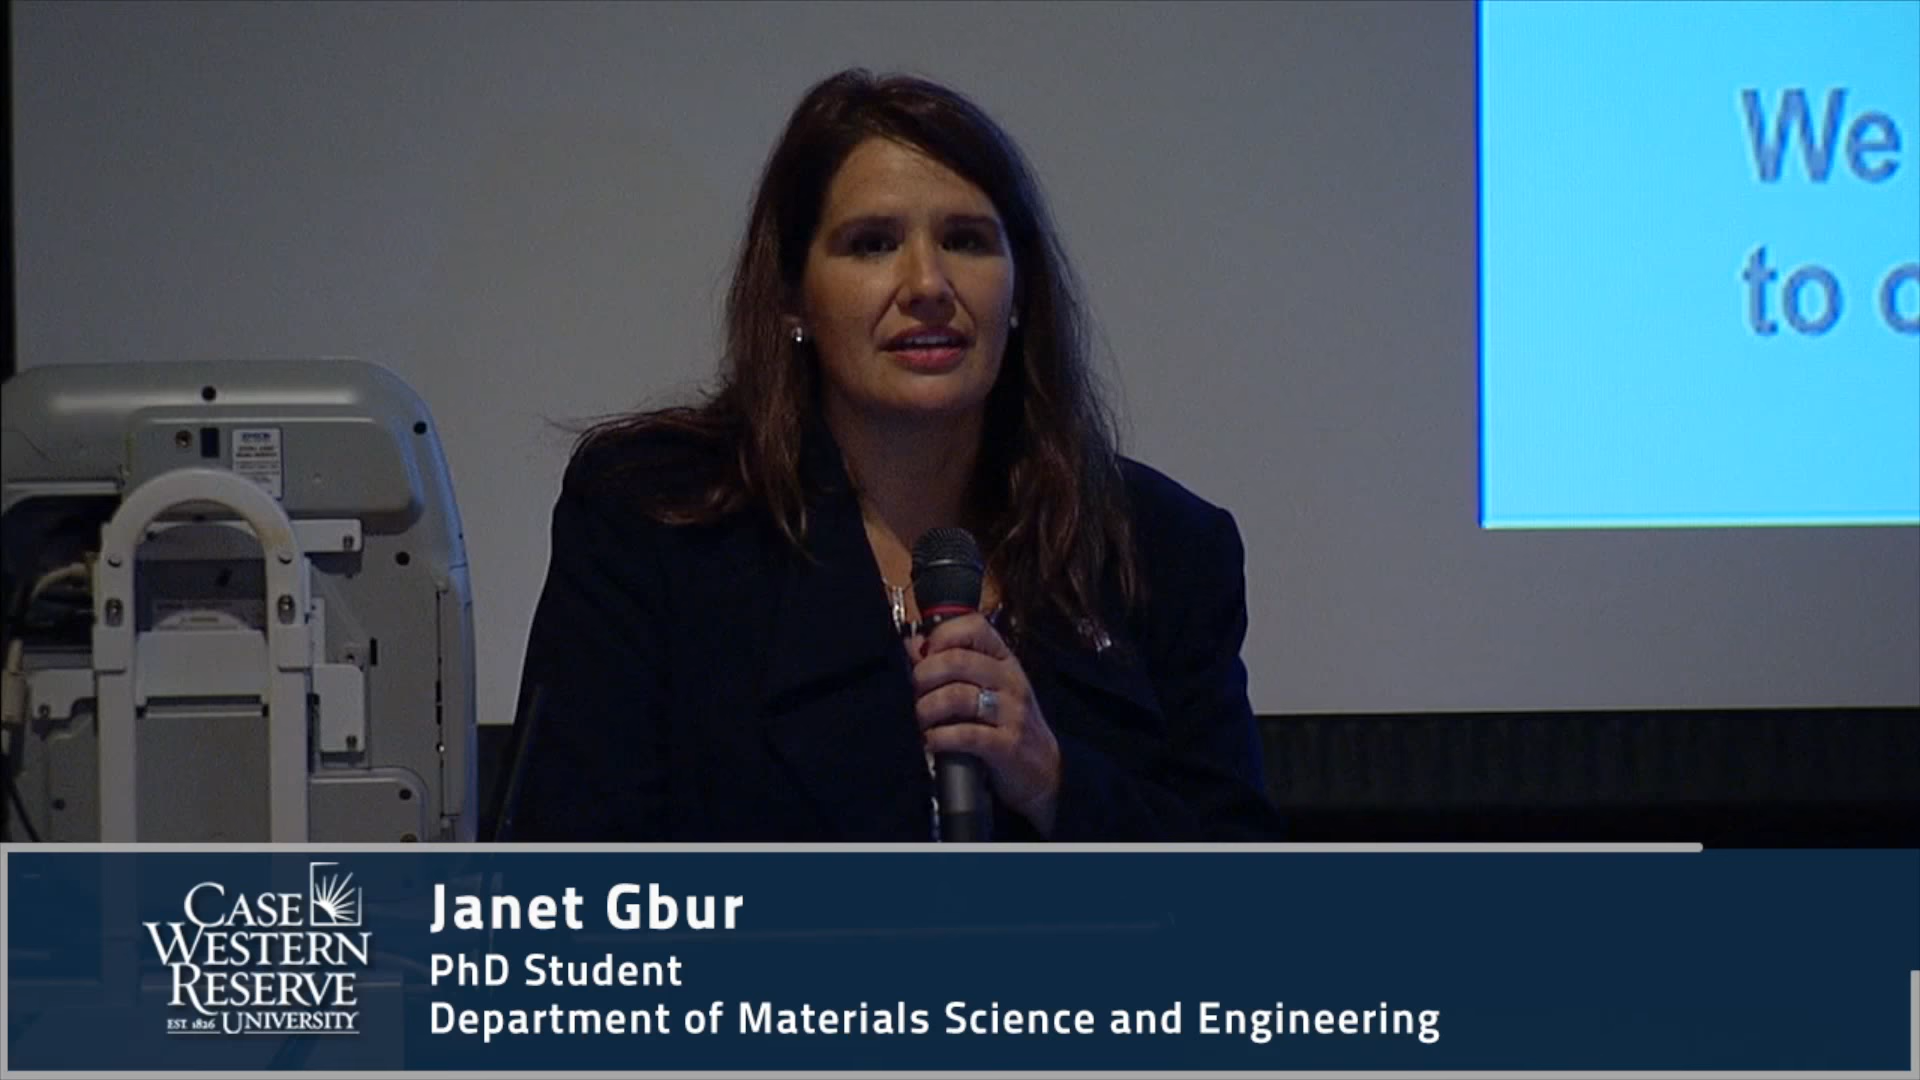 We
to
CASE
WESTERN
RESERVE
EST. 1826 UNIVERSITY
Janet Gbur
PhD Student
Department of Materials Science and Engineering